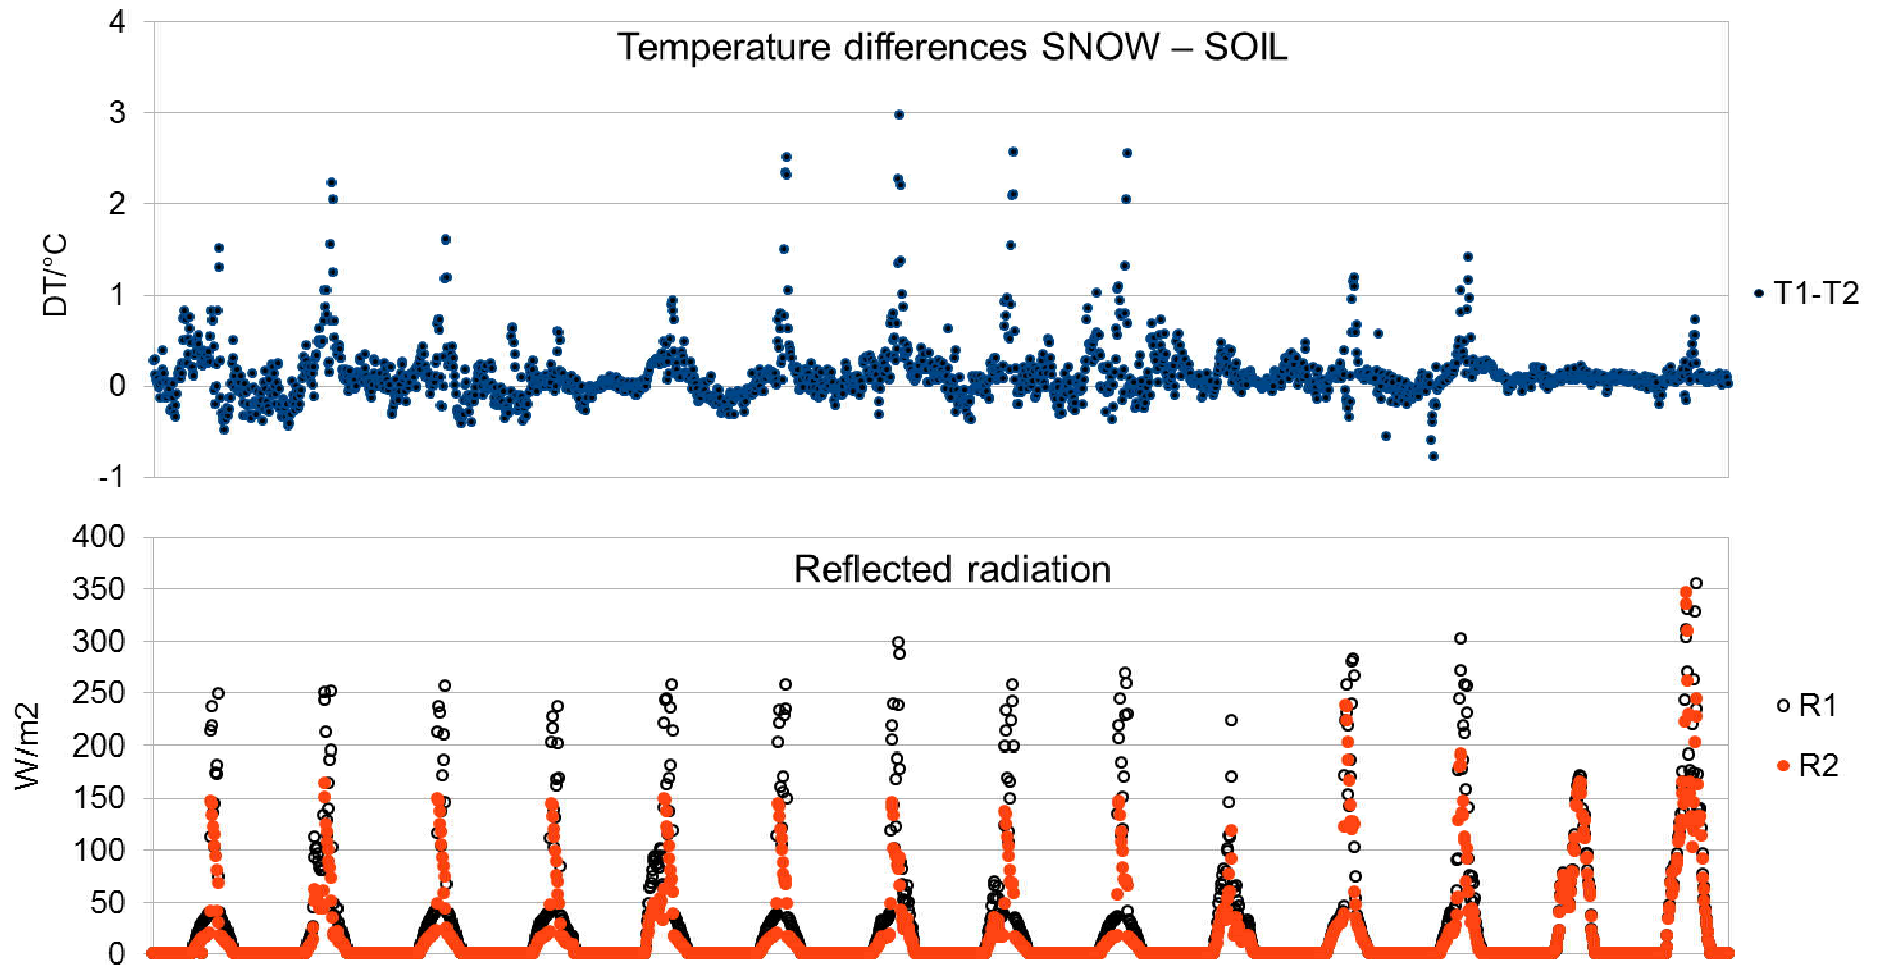 Temperature differences SNOW – SOIL
4
3
2
1
0
-1
DT/°C
T1-T2
Reflected radiation
400
350
300
250
200
150
100
50
0
W/m2
R1
R2